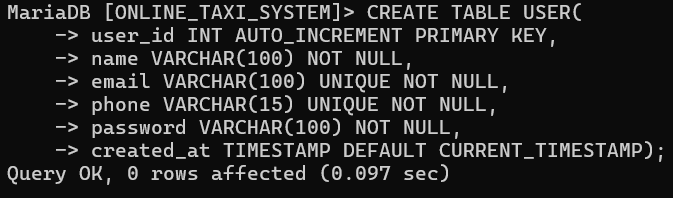 MariaDB [ONLINE_TAXI_SYSTEM]> CREATE TABLE USER(
    -> user_id INT AUTO_INCREMENT PRIMARY KEY,
    -> name VARCHAR(100) NOT NULL,
    -> email VARCHAR(100) UNIQUE NOT NULL,
    -> phone VARCHAR(15) UNIQUE NOT NULL,
    -> password VARCHAR(100) NOT NULL,
    -> created_at TIMESTAMP DEFAULT CURRENT_TIMESTAMP);
Query OK, 0 rows affected (0.097 sec)